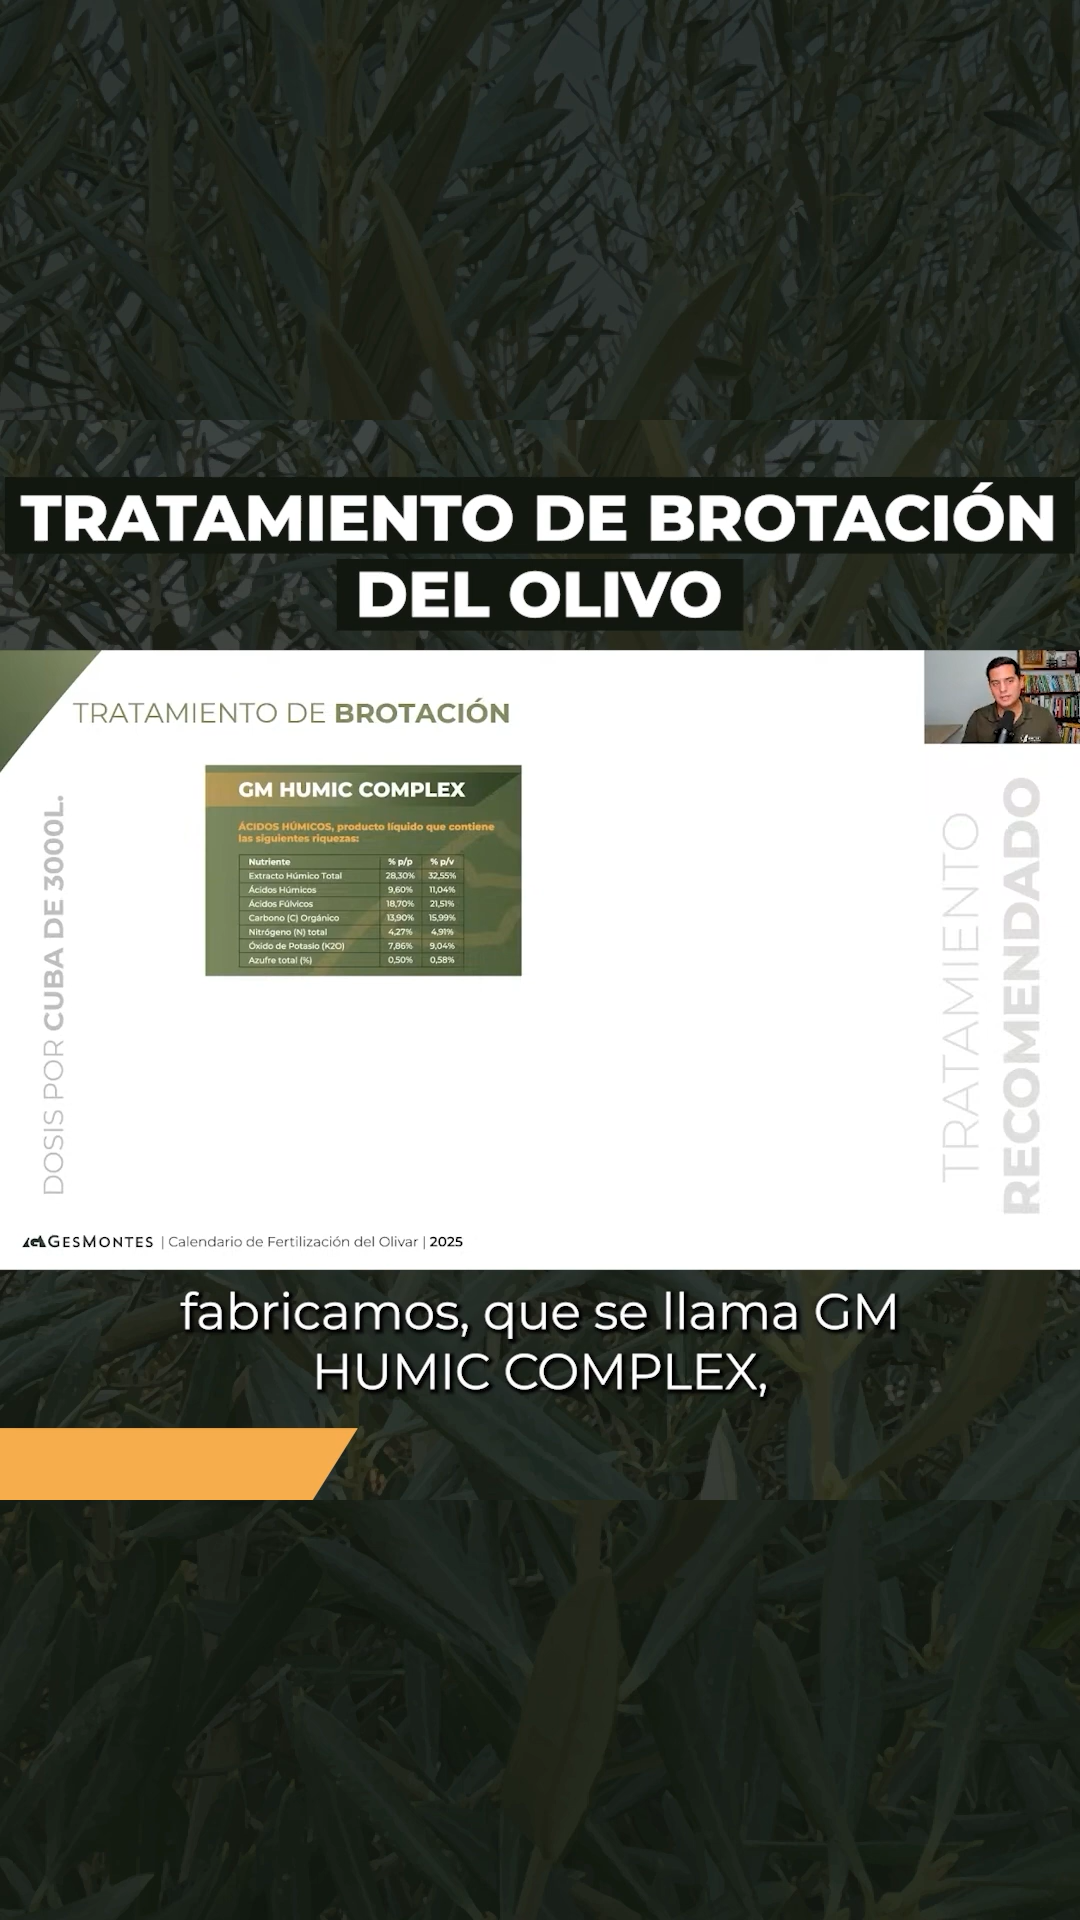 TRATAMIENTO DE BROTACIÓN
DEL OLIVO
TRATAMIENTO DE BROTACIÓN
GM HUMIC COMPLEX
ÁCIDOS HÚMICOS, producto líquido que contiene
las siguientes riquezas:
Nutriente % p/p % p/v
Extracto Húmico Total 28,30% 32,55%
Ácidos Húmicos 9,60% 11,04%
Ácidos Fúlvicos 18,70% 21,51%
Carbono (C) Orgánico 13,90% 15,99%
Nitrógeno (N) total 4,27% 4,91%
Óxido de Potasio (K2O) 7,86% 9,04%
Azufre total (%) 0,50% 0,58%
DOSIS POR CUBA DE 3000L.
TRATAMIENTO
RECOMENDADO
GESMONTES | Calendario de Fertilización del Olivar | 2025
fabricamos, que se llama GM
HUMIC COMPLEX,